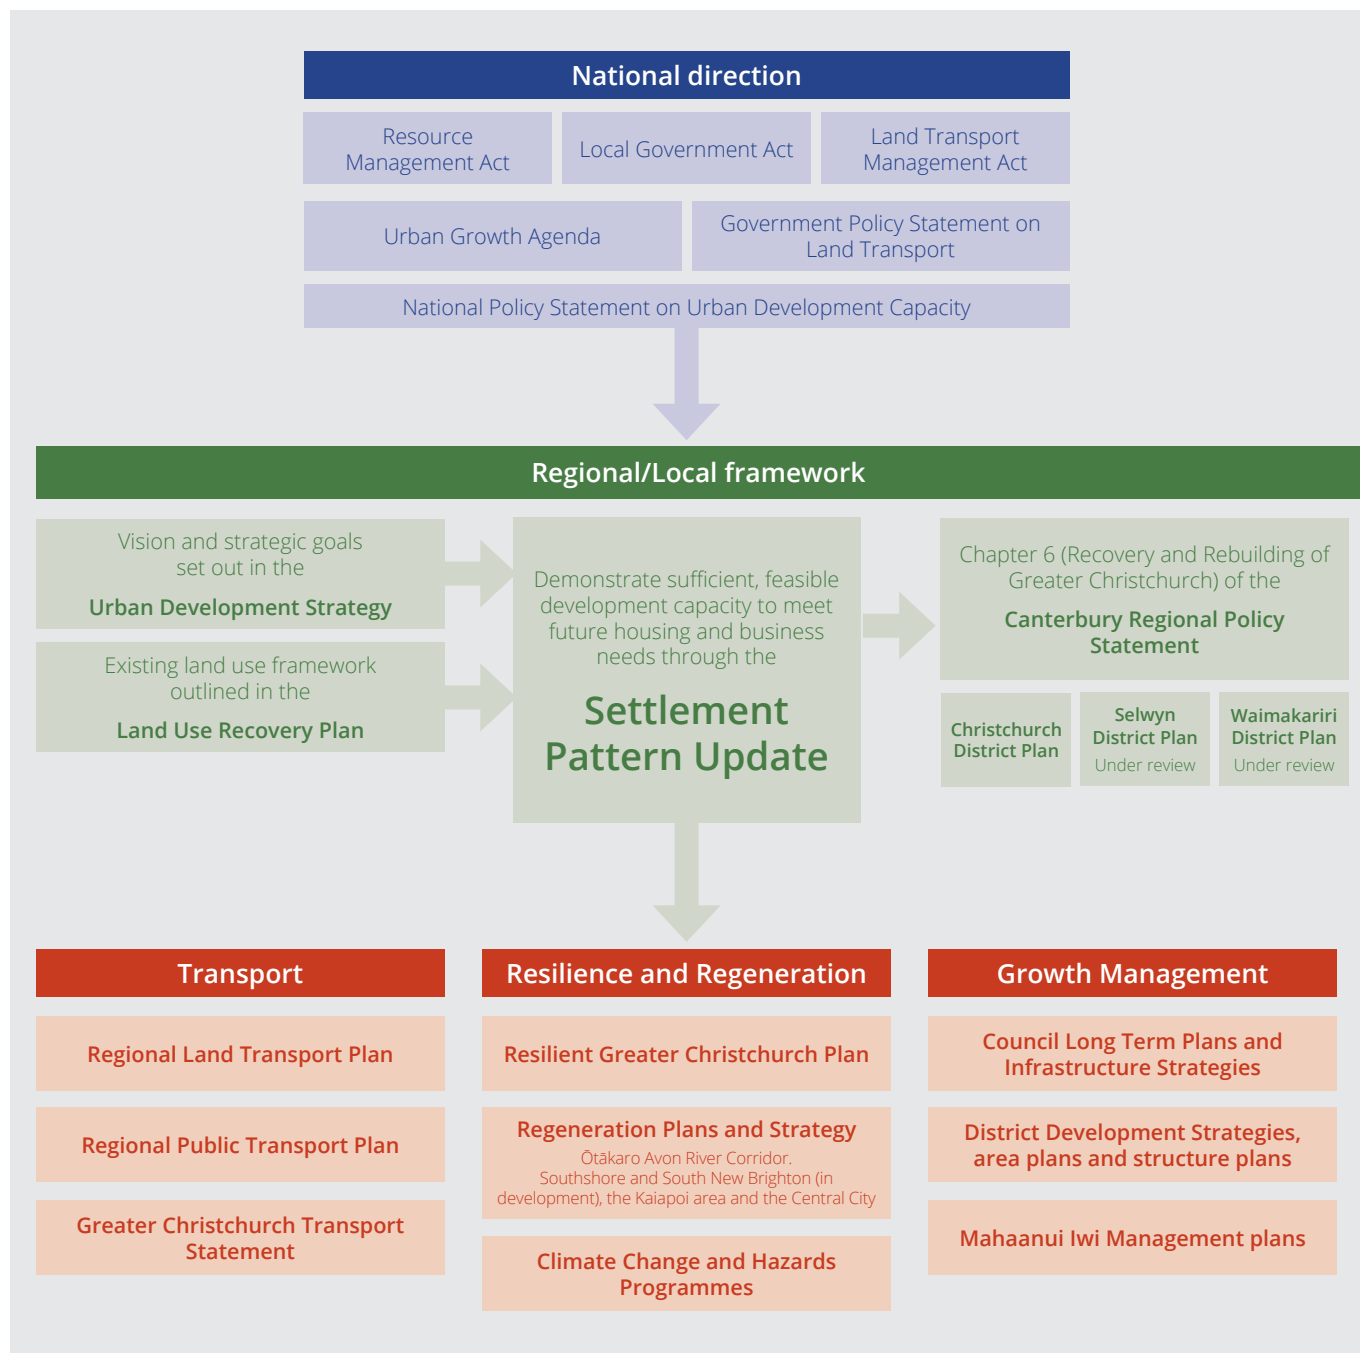 National direction
Resource
Management Act
Local Government Act
Land Transport
Management Act
Urban Growth Agenda
Government Policy Statement on
Land Transport
National Policy Statement on Urban Development Capacity
Regional/Local framework
Vision and strategic goals
set out in the
Urban Development Strategy
Existing land use framework
outlined in the
Land Use Recovery Plan
Demonstrate sufficient, feasible
development capacity to meet
future housing and business
needs through the
Settlement
Pattern Update
Chapter 6 (Recovery and Rebuilding of
Greater Christchurch) of the
Canterbury Regional Policy
Statement
Christchurch
District Plan
Selwyn
District Plan
Under review
Waimakariri
District Plan
Under review
Transport
Regional Land Transport Plan
Regional Public Transport Plan
Greater Christchurch Transport
Statement
Resilience and Regeneration
Resilient Greater Christchurch Plan
Regeneration Plans and Strategy
Ōtākaro Avon River Corridor.
Southshore and South New Brighton (in
development), the Kaiapoi area and the Central City
Climate Change and Hazards
Programmes
Growth Management
Council Long Term Plans and
Infrastructure Strategies
District Development Strategies,
area plans and structure plans
Mahaanui Iwi Management plans